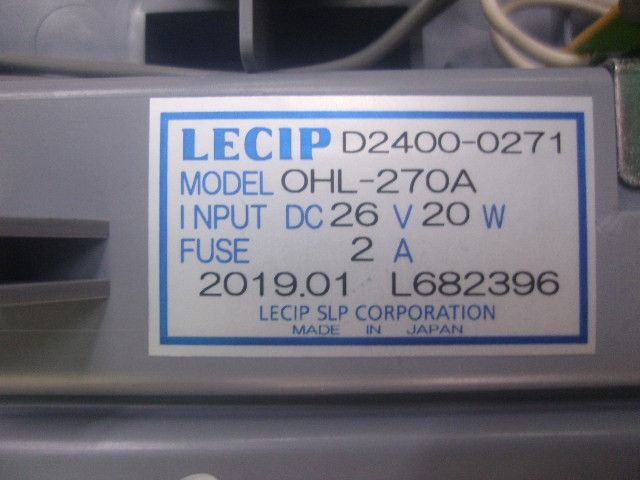 LECIP D2400-0271
MODEL OHL-270A
INPUT DC 26 V 20 W
FUSE 2 A
2019.01 L682396
LECIP SLP CORPORATION
MADE IN JAPAN